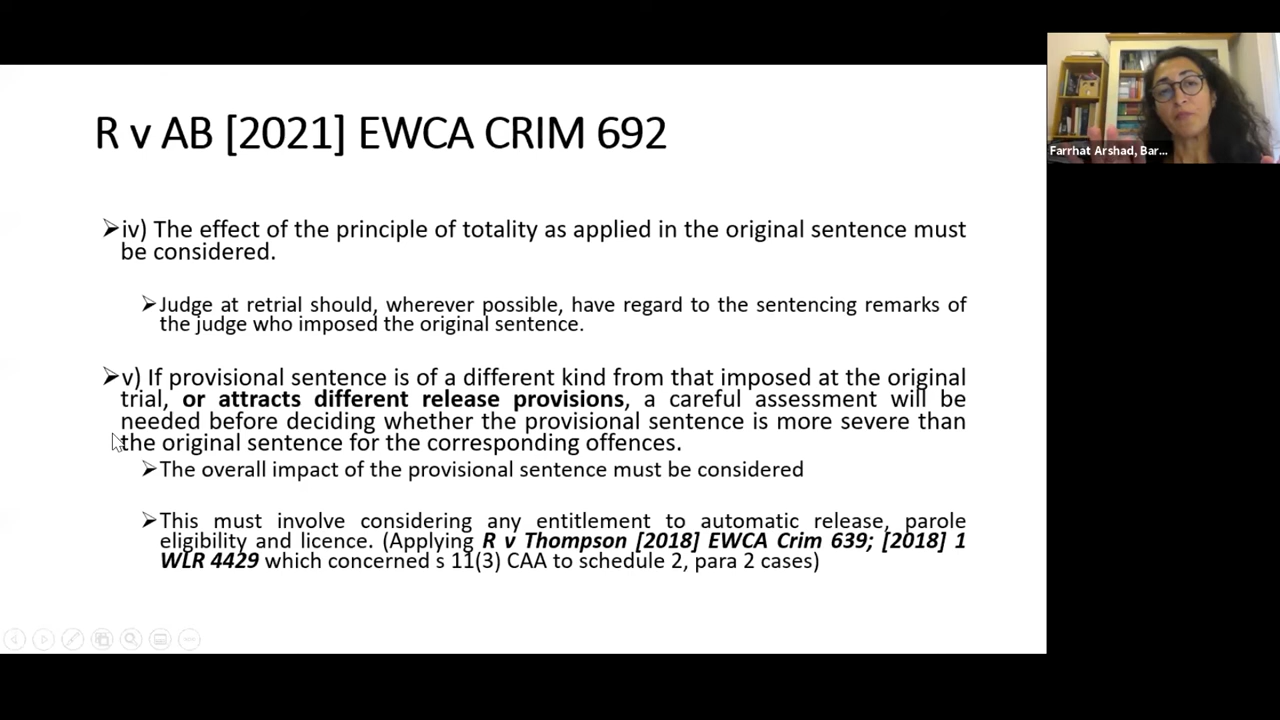 R v AB [2021] EWCA CRIM 692
Farrhat Arshad, Bar...
➢iv) The effect of the principle of totality as applied in the original sentence must
be considered.
➢Judge at retrial should, wherever possible, have regard to the sentencing remarks of
the judge who imposed the original sentence.
➢v) If provisional sentence is of a different kind from that imposed at the original
trial, or attracts different release provisions, a careful assessment will be
needed before deciding whether the provisional sentence is more severe than
the original sentence for the corresponding offences.
➢The overall impact of the provisional sentence must be considered
➢This must involve considering any entitlement to automatic release, parole
eligibility and licence. (Applying R v Thompson [2018] EWCA Crim 639; [2018] 1
WLR 4429 which concerned s 11(3) CAA to schedule 2, para 2 cases)